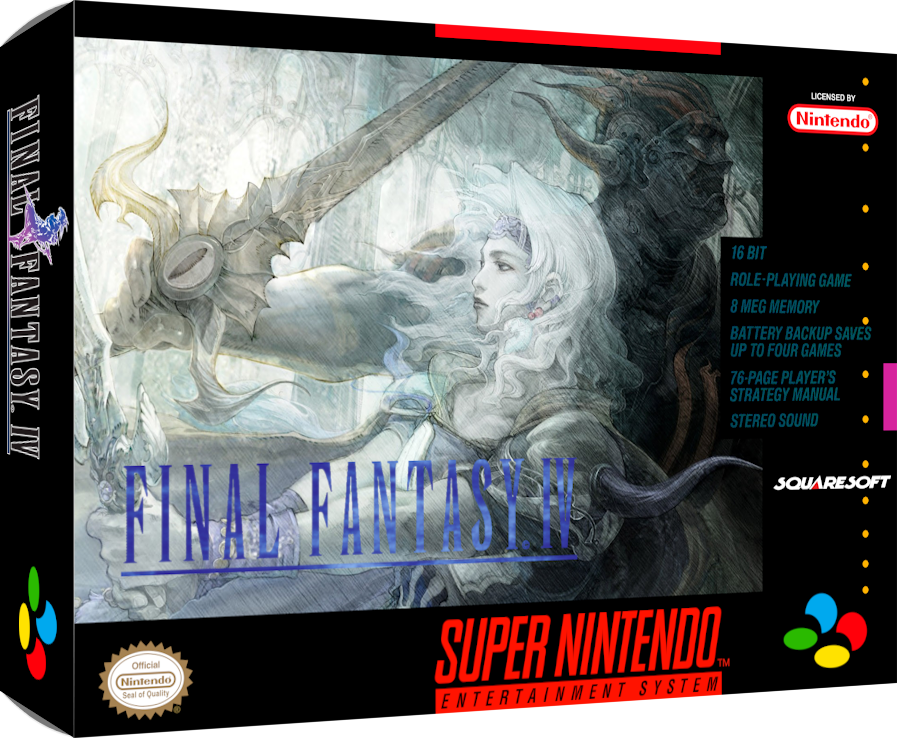 FINAL FANTASY. IV
LICENSED BY
Nintendo®
16 BIT
ROLE-PLAYING GAME
8 MEG MEMORY
BATTERY BACKUP SAVES
UP TO FOUR GAMES
76-PAGE PLAYER'S
STRATEGY MANUAL
STEREO SOUND
SQUARESOFT
FINAL FANTASY. IV
Official
Nintendo
Seal of Quality
®
SUPER NINTENDO™
ENTERTAINMENT SYSTEM